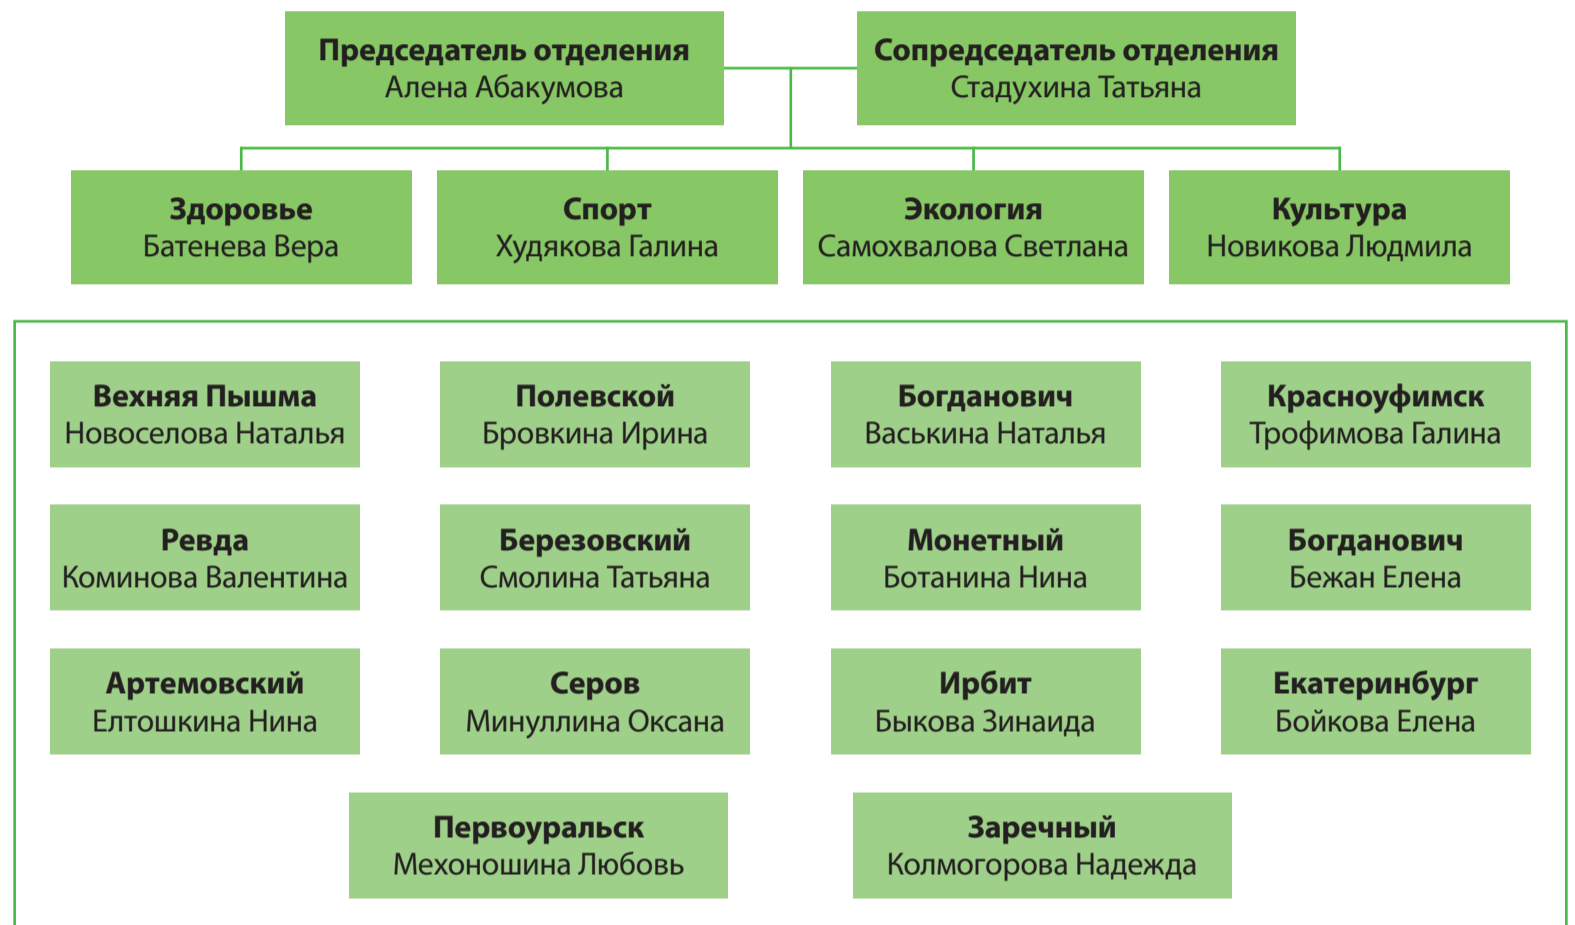 Председатель отделения
Алена Абакумова
Сопредседатель отделения
Стадухина Татьяна
Здоровье
Батенева Вера
Спорт
Худякова Галина
Экология
Самохвалова Светлана
Культура
Новикова Людмила
Вехняя Пышма
Новоселова Наталья
Полевской
Бровкина Ирина
Богданович
Васькина Наталья
Красноуфимск
Трофимова Галина
Ревда
Коминова Валентина
Березовский
Смолина Татьяна
Монетный
Ботанина Нина
Богданович
Бежан Елена
Артемовский
Елтошкина Нина
Серов
Минуллина Оксана
Ирбит
Быкова Зинаида
Екатеринбург
Бойкова Елена
Первоуральск
Мехоношина Любовь
Заречный
Колмогорова Надежда